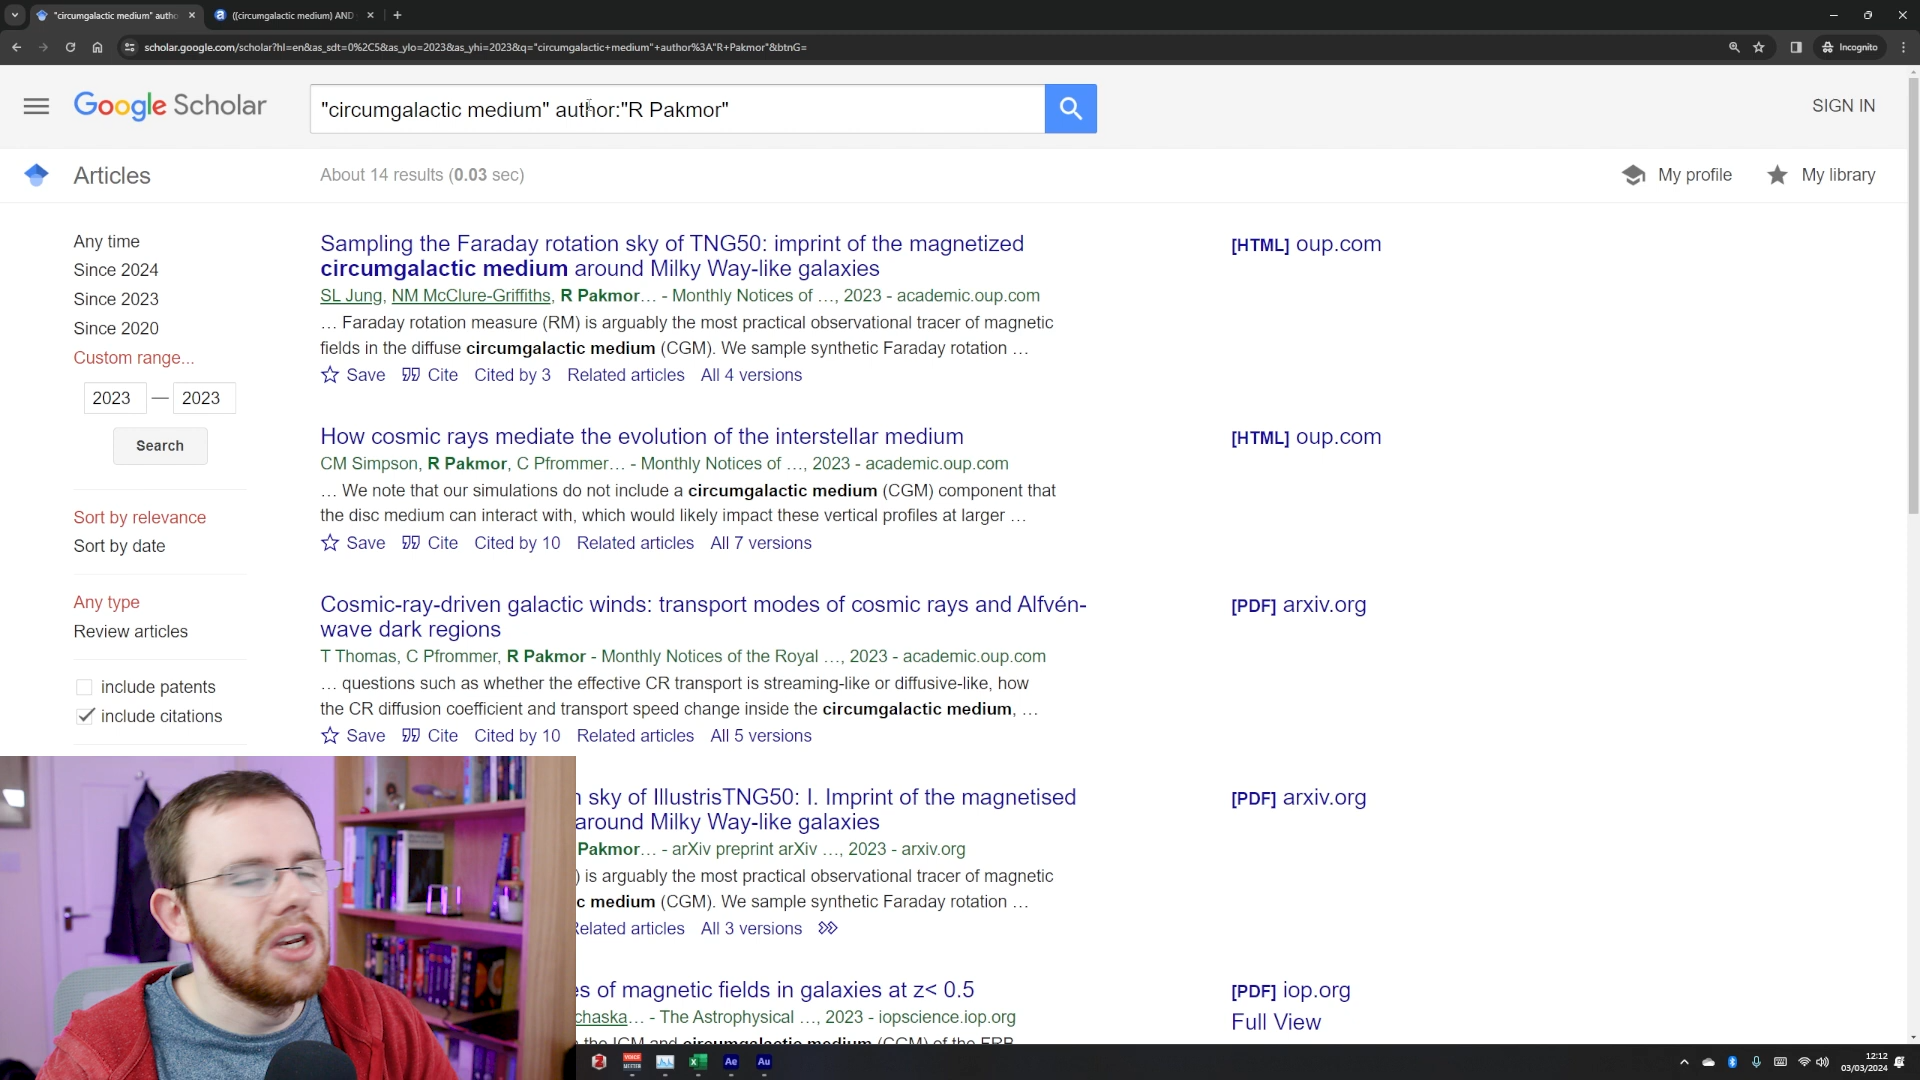 "circumgalactic medium" autho
((circumgalactic medium) AND
scholar.google.com/scholar?hl=en&as_sdt=0%2C5&as_ylo=2023&as_yhi=2023&q="circumgalactic+medium"+author%3A"R+Pakmor"&btnG=
Incognito
Google Scholar
"circumgalactic medium" author:"R Pakmor"
SIGN IN
Articles
About 14 results (0.03 sec)
My profile
My library
Any time
Since 2024
Since 2023
Since 2020
Custom range...
2023 — 2023
Search
Sort by relevance
Sort by date
Any type
Review articles
include patents
include citations
Sampling the Faraday rotation sky of TNG50: imprint of the magnetized
circumgalactic medium around Milky Way-like galaxies
[HTML] oup.com
SL Jung, NM McClure-Griffiths, R Pakmor… - Monthly Notices of …, 2023 - academic.oup.com
… Faraday rotation measure (RM) is arguably the most practical observational tracer of magnetic
fields in the diffuse circumgalactic medium (CGM). We sample synthetic Faraday rotation …
Save Cite Cited by 3 Related articles All 4 versions
How cosmic rays mediate the evolution of the interstellar medium
[HTML] oup.com
CM Simpson, R Pakmor, C Pfrommer… - Monthly Notices of …, 2023 - academic.oup.com
… We note that our simulations do not include a circumgalactic medium (CGM) component that
the disc medium can interact with, which would likely impact these vertical profiles at larger …
Save Cite Cited by 10 Related articles All 7 versions
Cosmic-ray-driven galactic winds: transport modes of cosmic rays and Alfvén-
wave dark regions
[PDF] arxiv.org
T Thomas, C Pfrommer, R Pakmor - Monthly Notices of the Royal …, 2023 - academic.oup.com
… questions such as whether the effective CR transport is streaming-like or diffusive-like, how
the CR diffusion coefficient and transport speed change inside the circumgalactic medium, …
Save Cite Cited by 10 Related articles All 5 versions
sky of IllustrisTNG50: I. Imprint of the magnetised
around Milky Way-like galaxies
[PDF] arxiv.org
Pakmor… - arXiv preprint arXiv …, 2023 - arxiv.org
) is arguably the most practical observational tracer of magnetic
c medium (CGM). We sample synthetic Faraday rotation …
Related articles All 3 versions
s of magnetic fields in galaxies at z< 0.5
[PDF] iop.org
chaska… - The Astrophysical …, 2023 - iopscience.iop.org
Full View
the IGM and circumgalactic medium (CGM) of the FRB
Ae
Au
12:12
03/03/2024